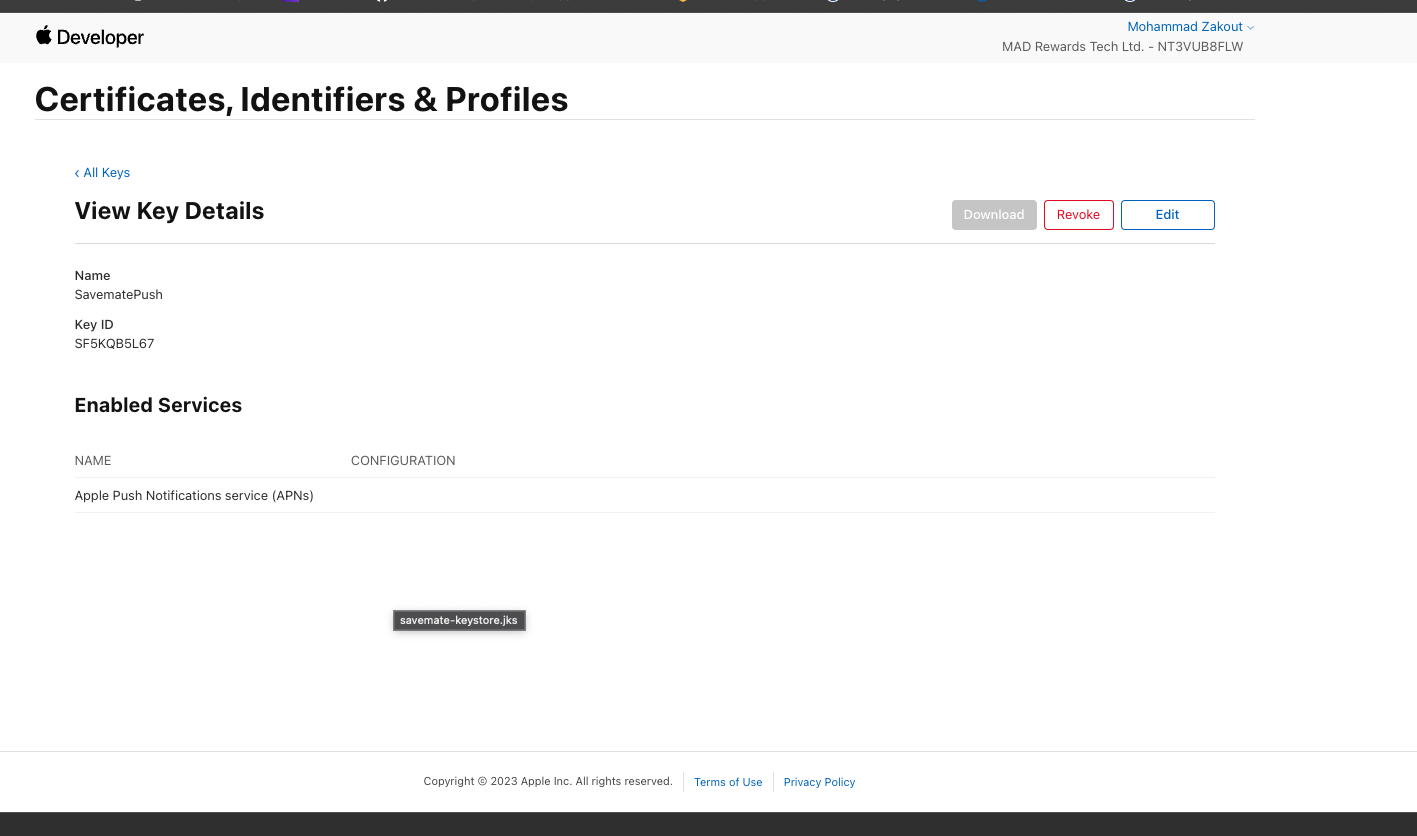 Developer
Mohammad Zakout
MAD Rewards Tech Ltd. - NT3VUB8FLW
Certificates, Identifiers & Profiles
‹ All Keys
View Key Details
Download
Revoke
Edit
Name
SavematePush
Key ID
SF5KQB5L67
Enabled Services
NAME CONFIGURATION
Apple Push Notifications service (APNs)
savemate-keystore.jks
Copyright © 2023 Apple Inc. All rights reserved. Terms of Use Privacy Policy